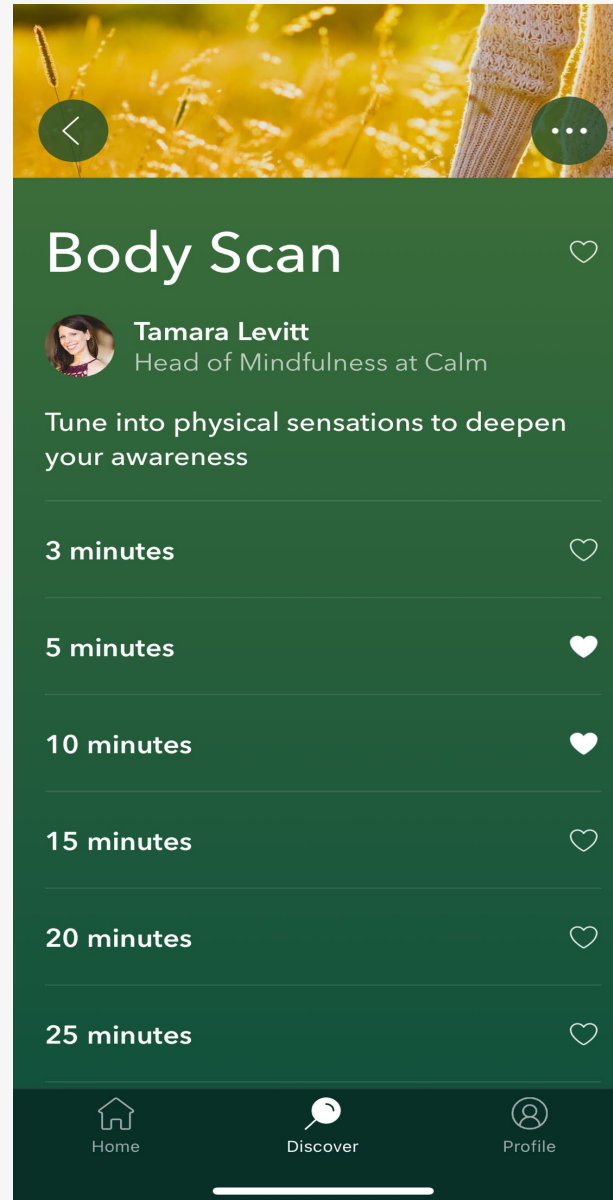 Body Scan
Tamara Levitt
Head of Mindfulness at Calm
Tune into physical sensations to deepen
your awareness
3 minutes
5 minutes
10 minutes
15 minutes
20 minutes
25 minutes
Home
Discover
Profile